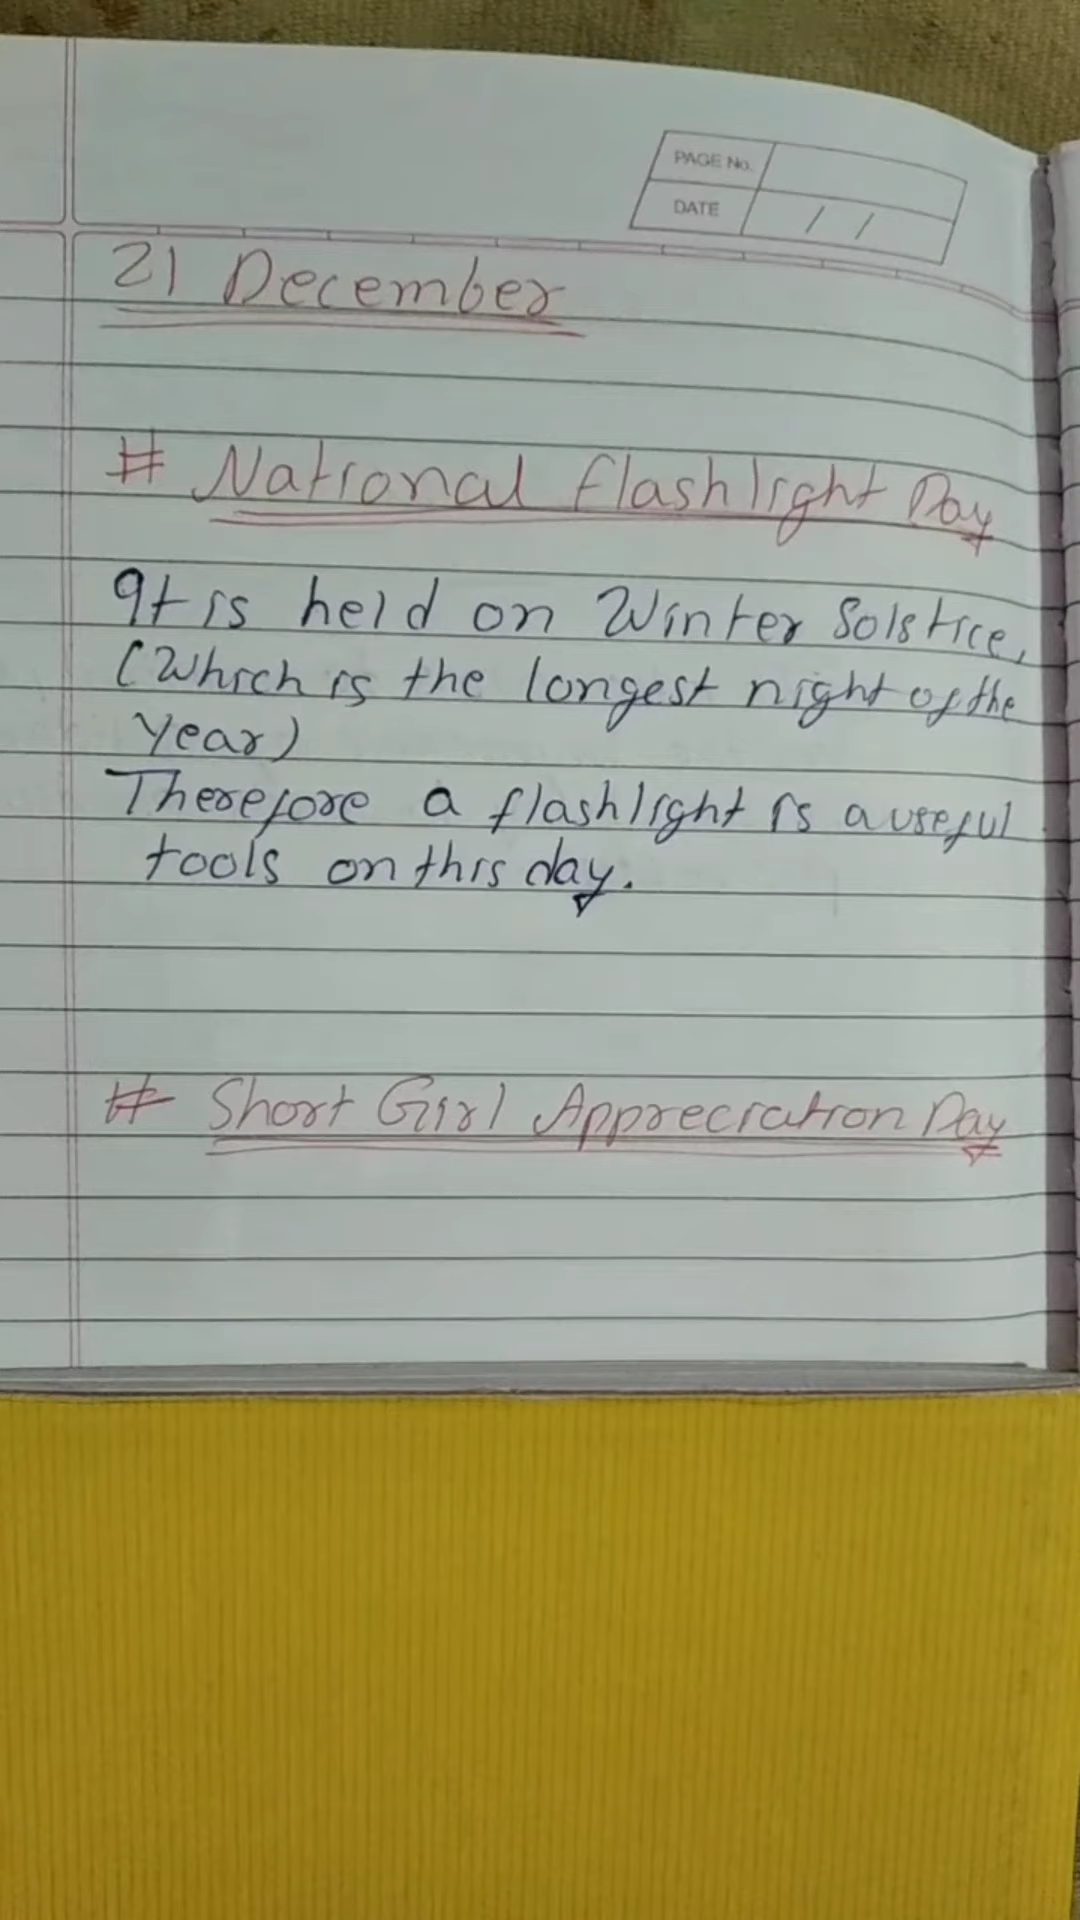 PAGE No.
DATE / /
21 December
# National flashlight Day
It is held on Winter Solstice,
(Which is the longest night of the
year)
Therefore a flashlight is a useful
tools on this day.
# Short Girl Appreciation Day